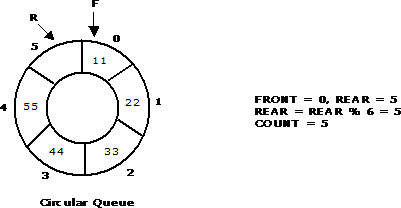 R
F
5
0
11
4
55
22
1
44
33
3
2
FRONT = 0, REAR = 5
REAR = REAR % 6 = 5
COUNT = 5
Circular Queue